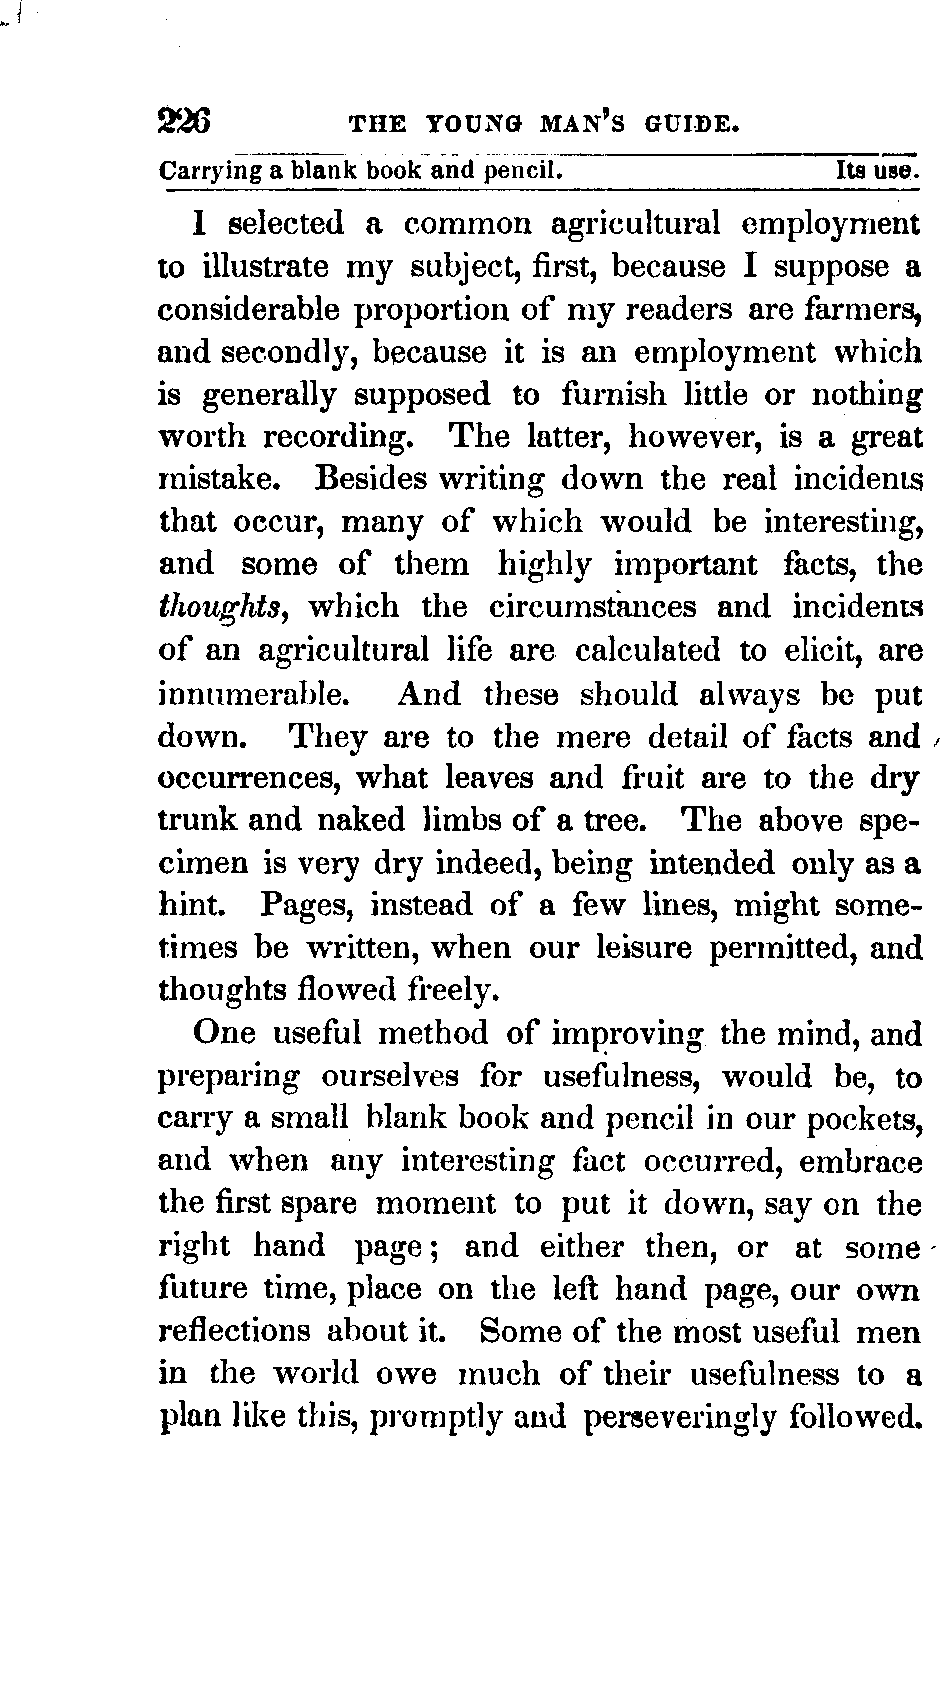 226 THE YOUNG MAN'S GUIDE.
Carrying a blank book and pencil. Its use.
I selected a common agricultural employment
to illustrate my subject, first, because I suppose a
considerable proportion of my readers are farmers,
and secondly, because it is an employment which
is generally supposed to furnish little or nothing
worth recording. The latter, however, is a great
mistake. Besides writing down the real incidents
that occur, many of which would be interesting,
and some of them highly important facts, the
thoughts, which the circumstances and incidents
of an agricultural life are calculated to elicit, are
innumerable. And these should always be put
down. They are to the mere detail of facts and
occurrences, what leaves and fruit are to the dry
trunk and naked limbs of a tree. The above spe-
cimen is very dry indeed, being intended only as a
hint. Pages, instead of a few lines, might some-
times be written, when our leisure permitted, and
thoughts flowed freely.
One useful method of improving the mind, and
preparing ourselves for usefulness, would be, to
carry a small blank book and pencil in our pockets,
and when any interesting fact occurred, embrace
the first spare moment to put it down, say on the
right hand page; and either then, or at some
future time, place on the left hand page, our own
reflections about it. Some of the most useful men
in the world owe much of their usefulness to a
plan like this, promptly and perseveringly followed.